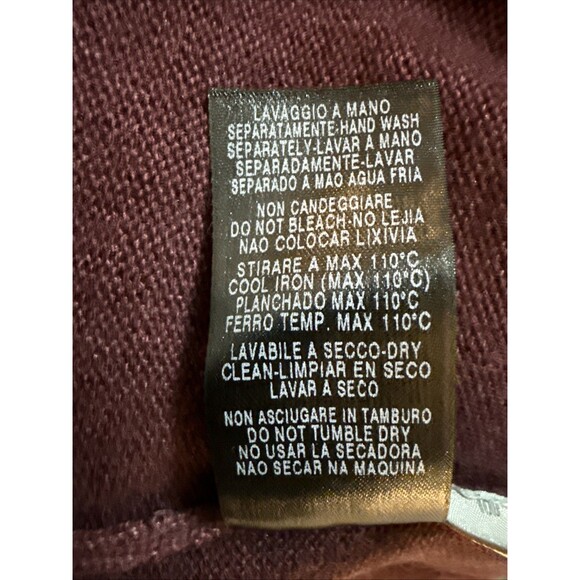 LAVAGGIO A MANO
SEPARATAMENTE-HAND WASH
SEPARATELY-LAVAR A MANO
SEPARADAMENTE-LAVAR
SEPARADO A MAO AGUA FRIA
NON CANDEGGIARE
DO NOT BLEACH-NO LEJIA
NAO COLOCAR LIXIVIA
STIRARE A MAX 110°C
COOL IRON (MAX 110°C)
PLANCHADO MAX 110°C
FERRO TEMP. MAX 110°C
LAVABILE A SECCO-DRY
CLEAN-LIMPIAR EN SECO
LAVAR A SECO
NON ASCIUGARE IN TAMBURO
DO NOT TUMBLE DRY
NO USAR LA SECADORA
NÃO SECAR NA MAQUINA